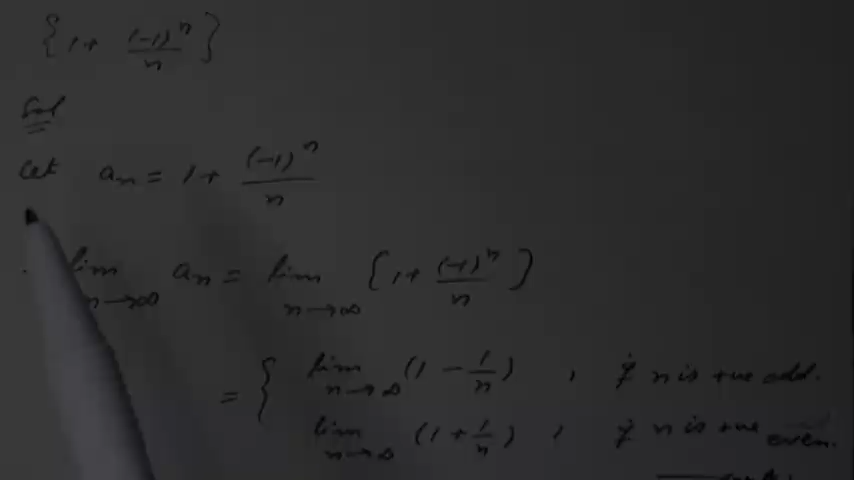 {1 + (-1)^n / n}
Sol
Let a_n = 1 + (-1)^n / n
lim n→∞ a_n = lim n→∞ [1 + (-1)^n / n]
= { lim n→∞ (1 - 1/n) , if n is +ve odd.
lim n→∞ (1 + 1/n) , if n is +ve even.